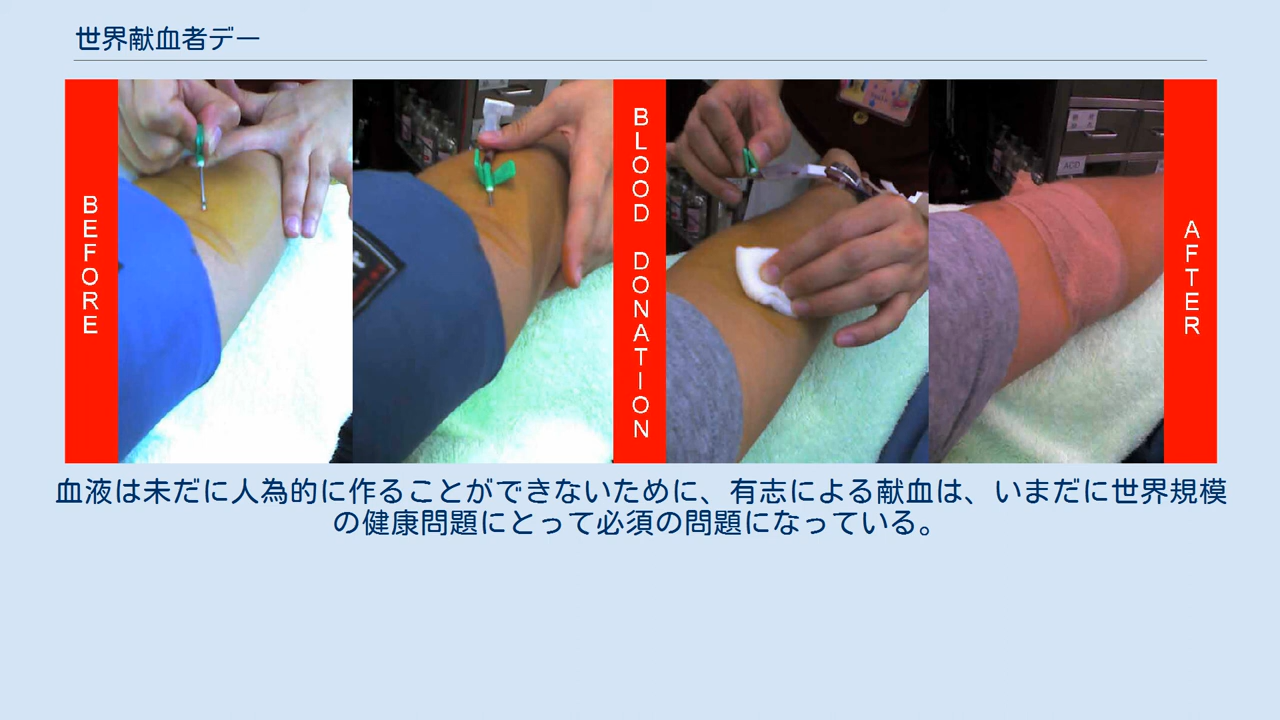 世界献血者デー
BEFORE
BLOOD DONATION
AFTER
ACD
血液は未だに人為的に作ることができないために、有志による献血は、いまだに世界規模
の健康問題にとって必須の問題になっている。